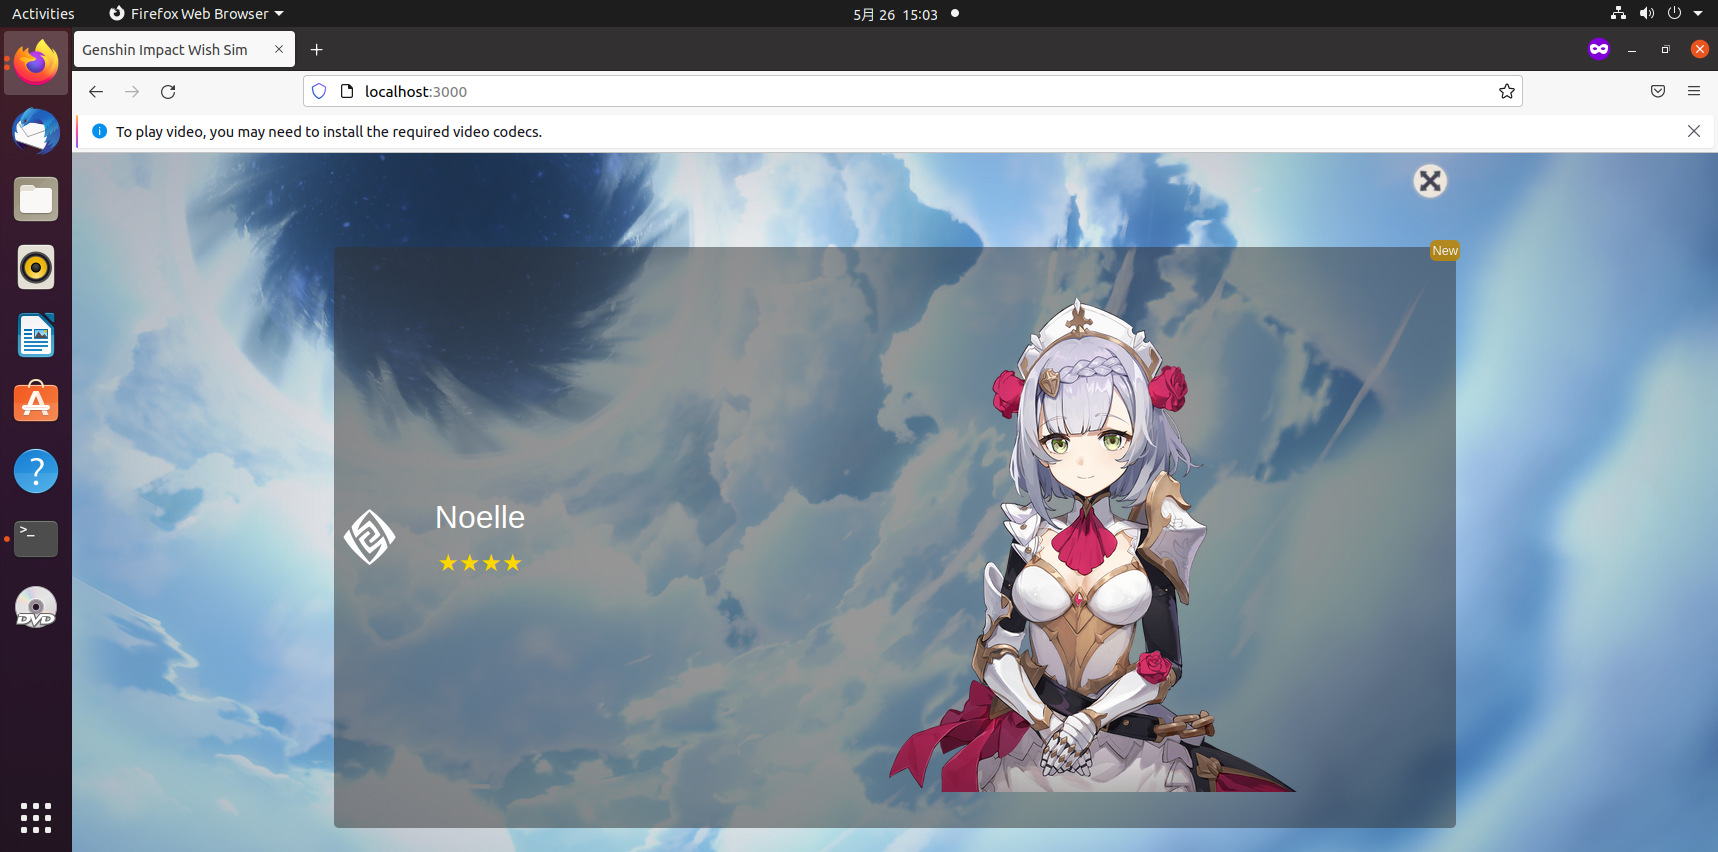 Activities
Firefox Web Browser
5月 26 15:03
Genshin Impact Wish Sim
localhost:3000
To play video, you may need to install the required video codecs.
New
Noelle
★★★★
>_
?
DVD